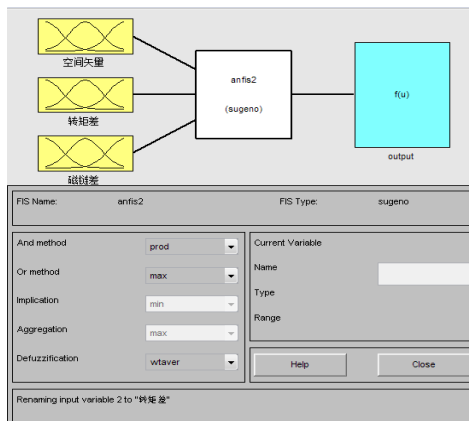 空间矢量
anfis2
(sugeno)
f(u)
转矩差
output
磁链差
FIS Name: anfis2 FIS Type: sugeno
And method prod
Or method max
Implication min
Aggregation max
Defuzzification wtaver
Current Variable
Name
Type
Range
Help Close
Renaming input variable 2 to "转矩差"